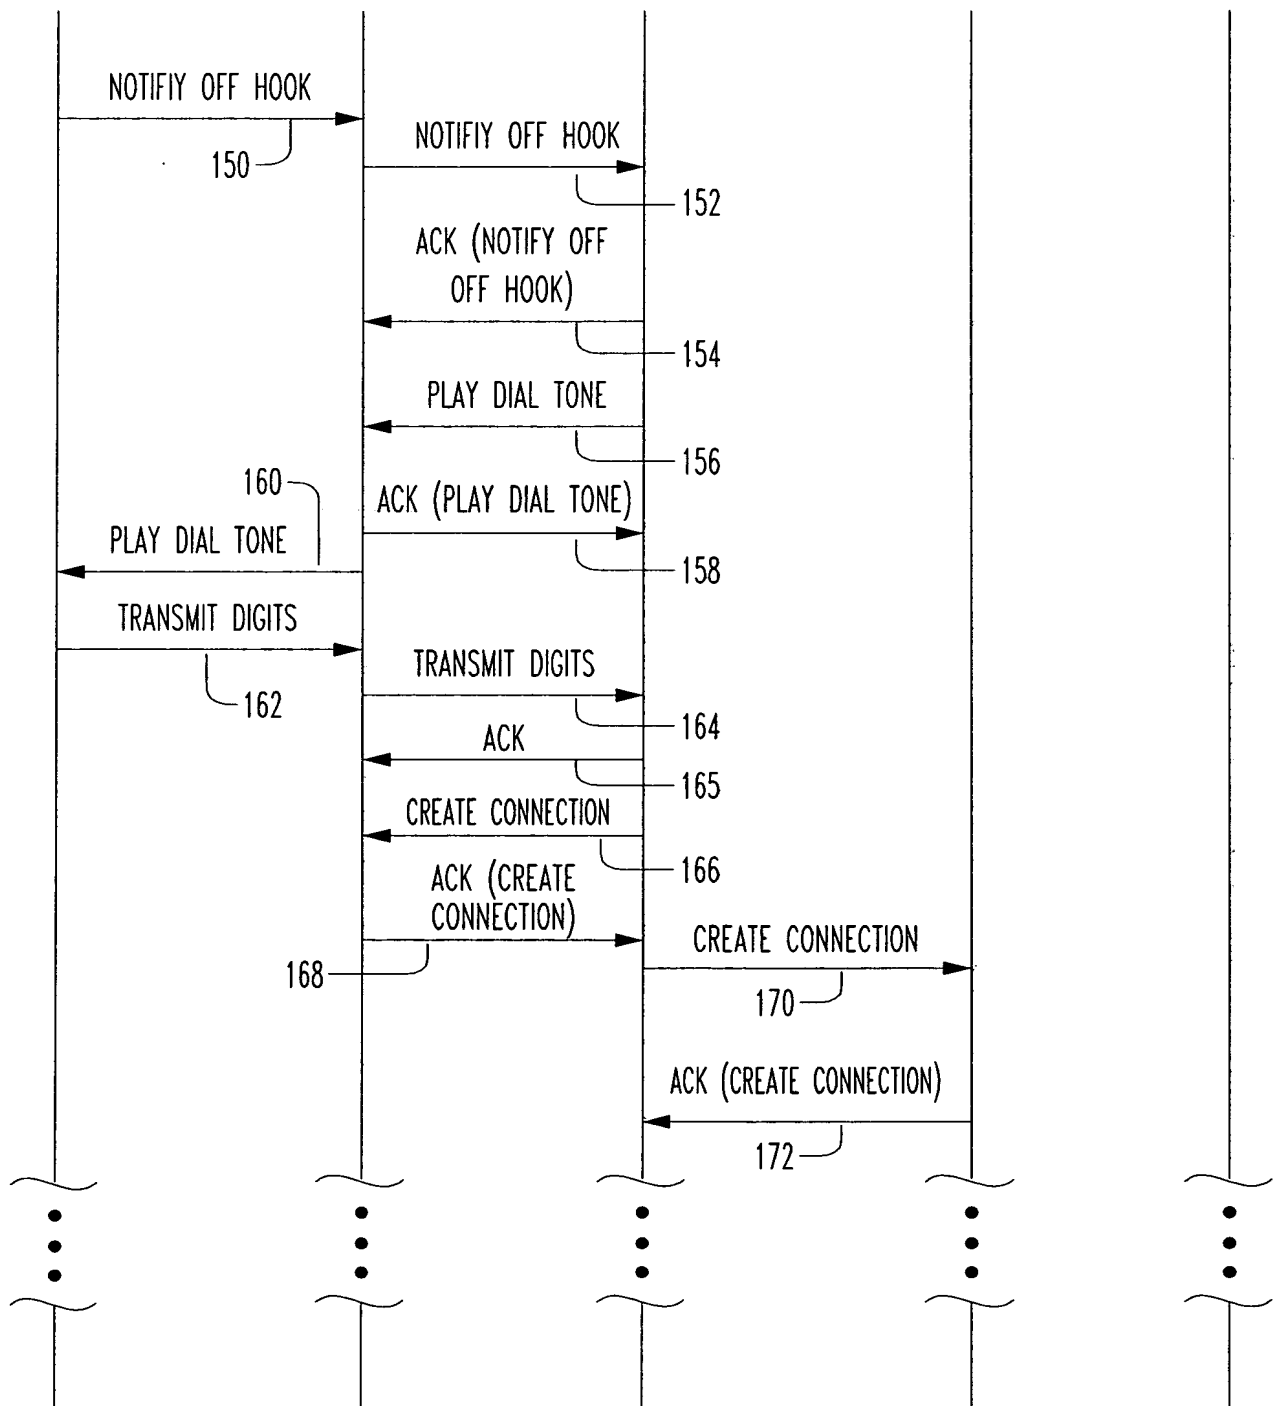 NOTIFIY OFF HOOK
150
NOTIFIY OFF HOOK
152
ACK (NOTIFY OFF
OFF HOOK)
154
PLAY DIAL TONE
156
160
ACK (PLAY DIAL TONE)
PLAY DIAL TONE
158
TRANSMIT DIGITS
162
TRANSMIT DIGITS
164
ACK
165
CREATE CONNECTION
166
ACK (CREATE
CONNECTION)
168
CREATE CONNECTION
170
ACK (CREATE CONNECTION)
172